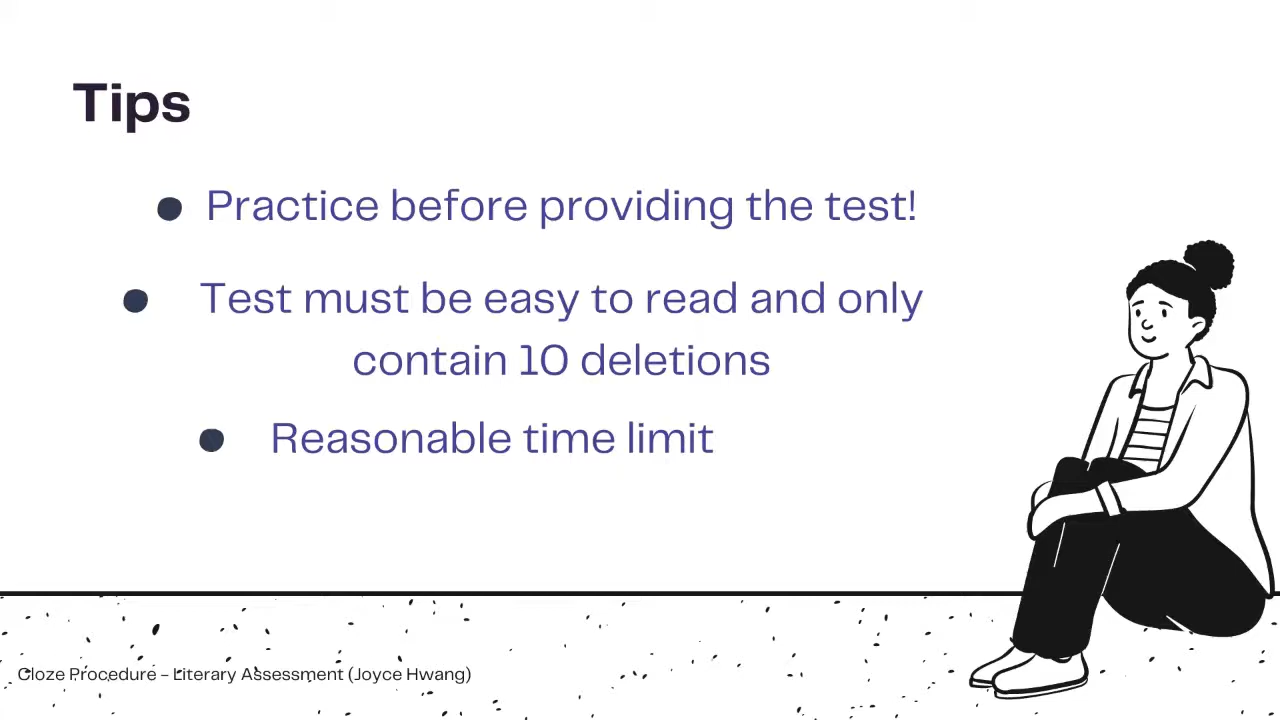 Tips
● Practice before providing the test!
● Test must be easy to read and only
contain 10 deletions
● Reasonable time limit
Cloze Procedure - Literary Assessment (Joyce Hwang)